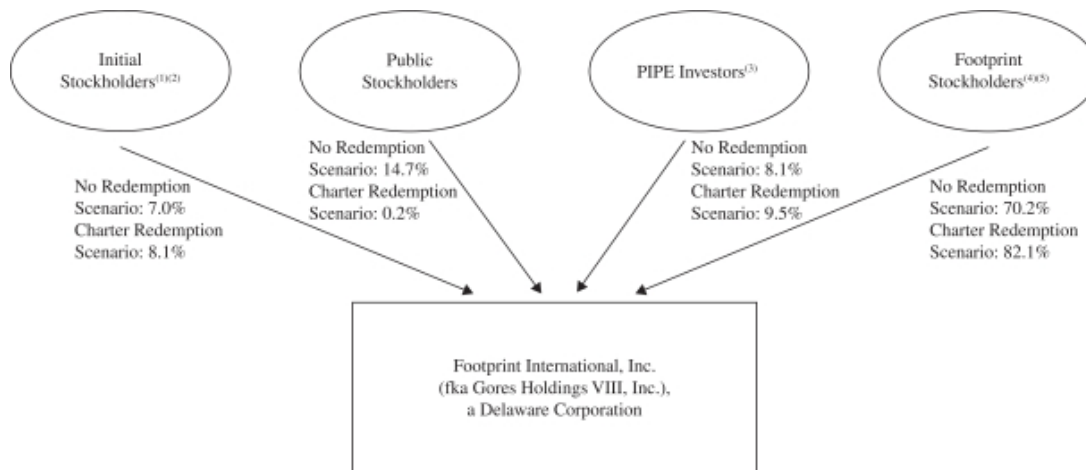 Initial
Stockholders(1)(2)
Public
Stockholders
PIPE Investors(3)
Footprint
Stockholders(4)(5)
No Redemption
Scenario: 7.0%
Charter Redemption
Scenario: 8.1%
No Redemption
Scenario: 14.7%
Charter Redemption
Scenario: 0.2%
No Redemption
Scenario: 8.1%
Charter Redemption
Scenario: 9.5%
No Redemption
Scenario: 70.2%
Charter Redemption
Scenario: 82.1%
Footprint International, Inc.
(fka Gores Holdings VIII, Inc.),
a Delaware Corporation